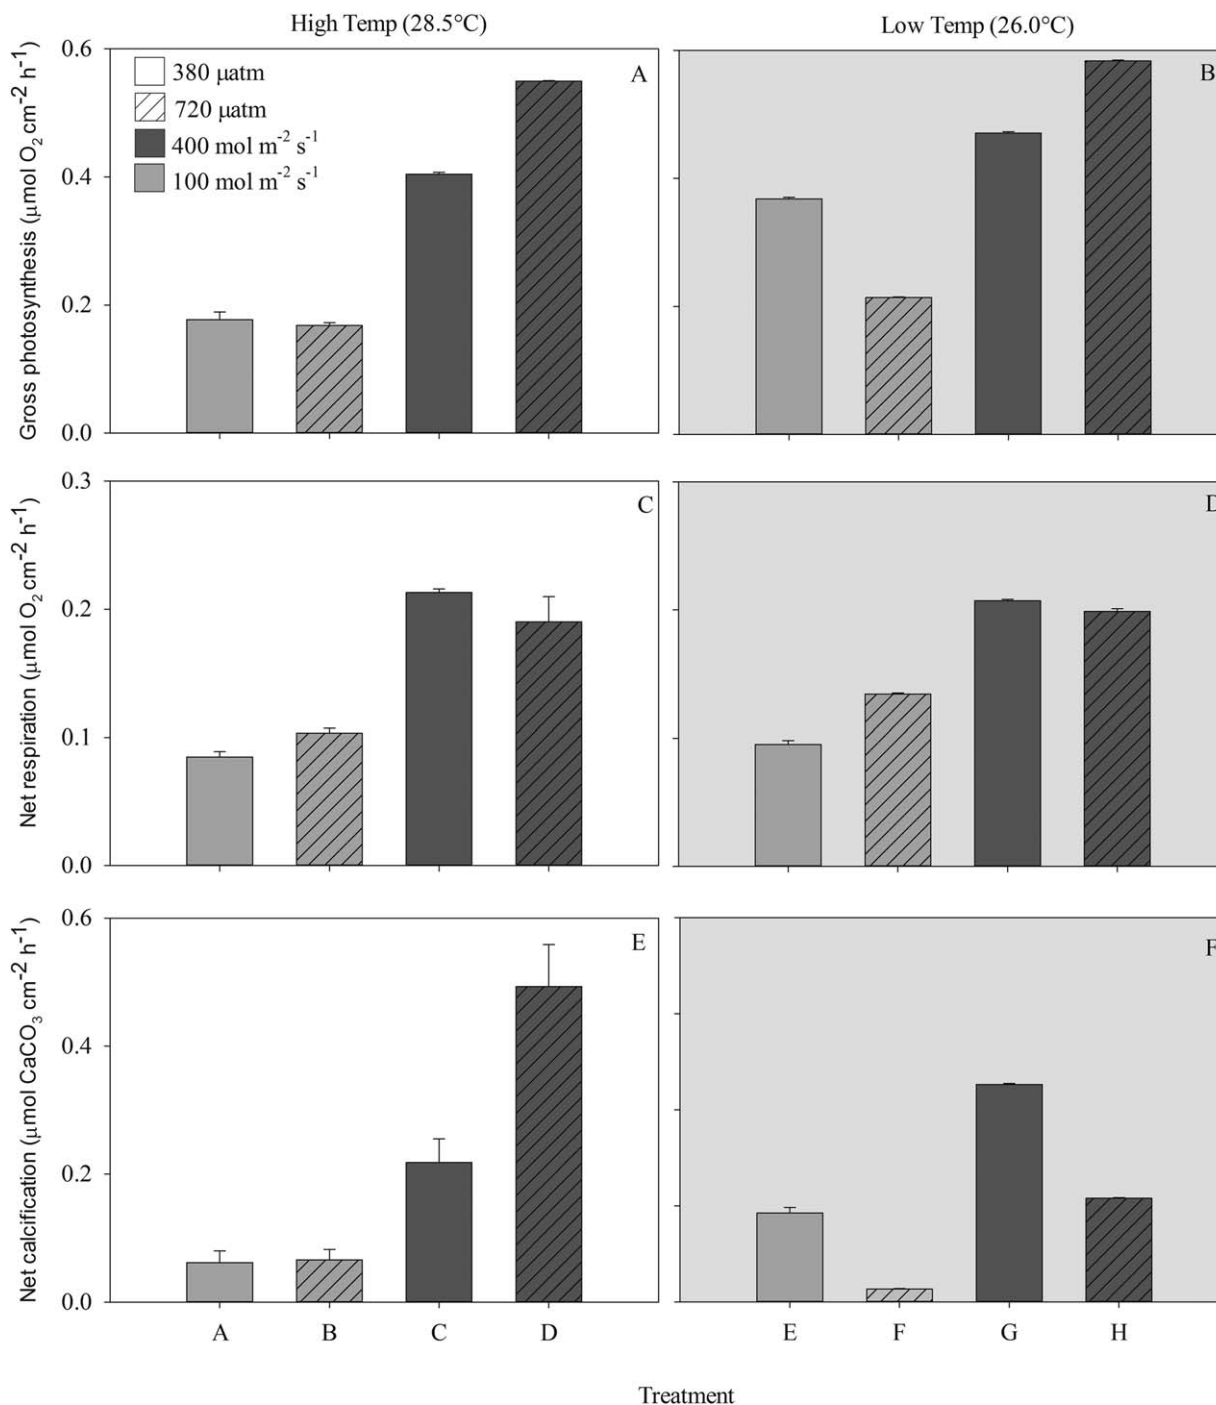 High Temp (28.5°C)
Low Temp (26.0°C)
Gross photosynthesis (μmol O₂ cm⁻² h⁻¹)
0.6
0.4
0.2
0.0
380 μatm
720 μatm
400 mol m⁻² s⁻¹
100 mol m⁻² s⁻¹
A
B
Net respiration (μmol O₂ cm⁻² h⁻¹)
0.3
0.2
0.1
0.0
C
D
Net calcification (μmol CaCO₃ cm⁻² h⁻¹)
0.6
0.4
0.2
0.0
E
F
A B C D E F G H
Treatment